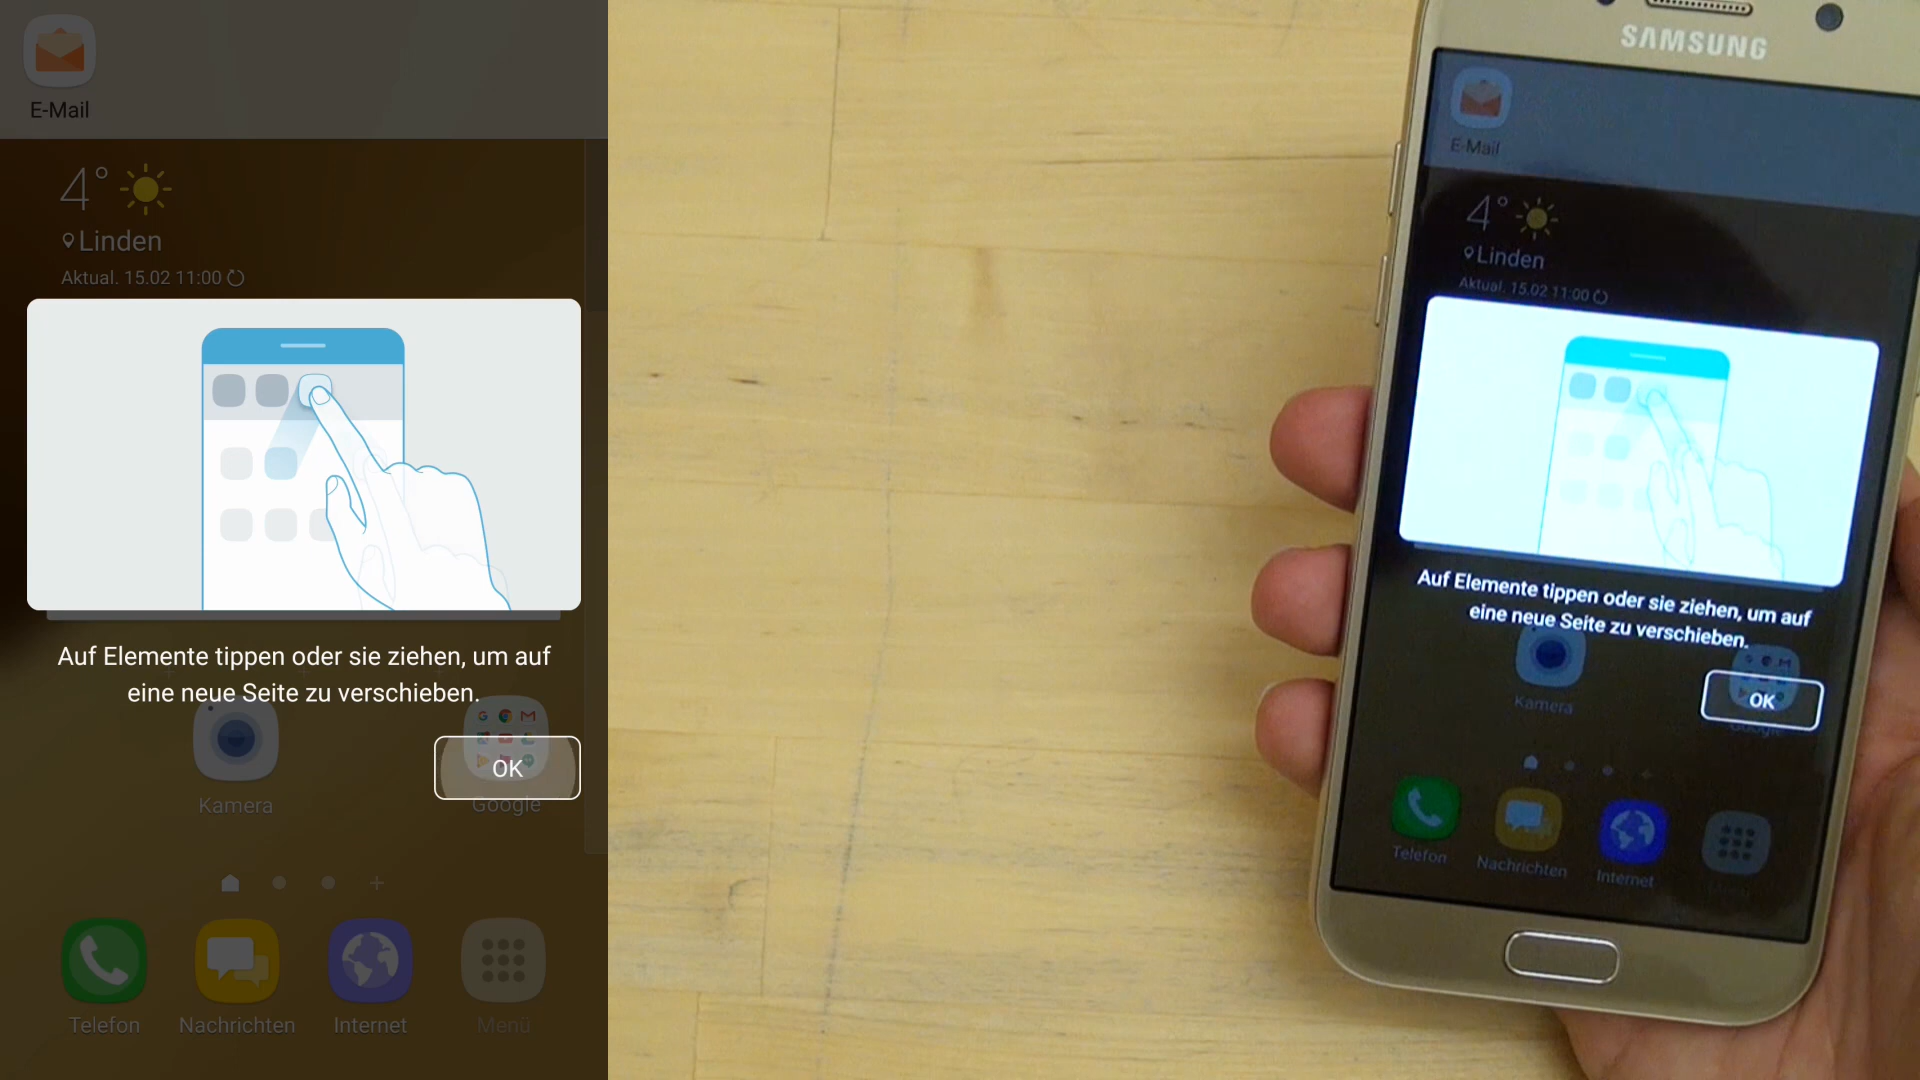 E-Mail
4°
Linden
Aktual. 15.02 11:00
Auf Elemente tippen oder sie ziehen, um auf
eine neue Seite zu verschieben.
OK
Kamera
Google
Telefon
Nachrichten
Internet
Menü
SAMSUNG
E-Mail
4°
Linden
Aktual. 15.02 11:00
Auf Elemente tippen oder sie ziehen, um auf
eine neue Seite zu verschieben.
OK
Kamera
Google
Telefon
Nachrichten
Internet